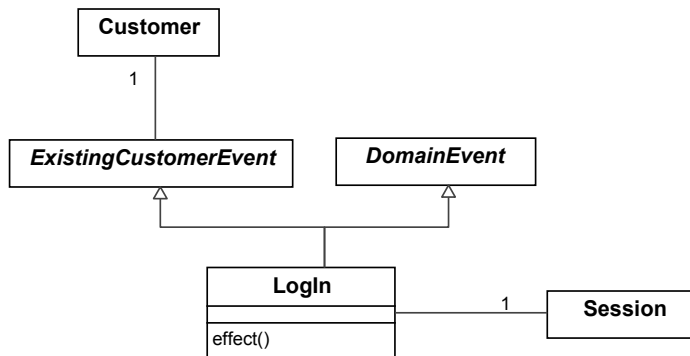 Customer
1
ExistingCustomerEvent
DomainEvent
LogIn
effect()
1
Session